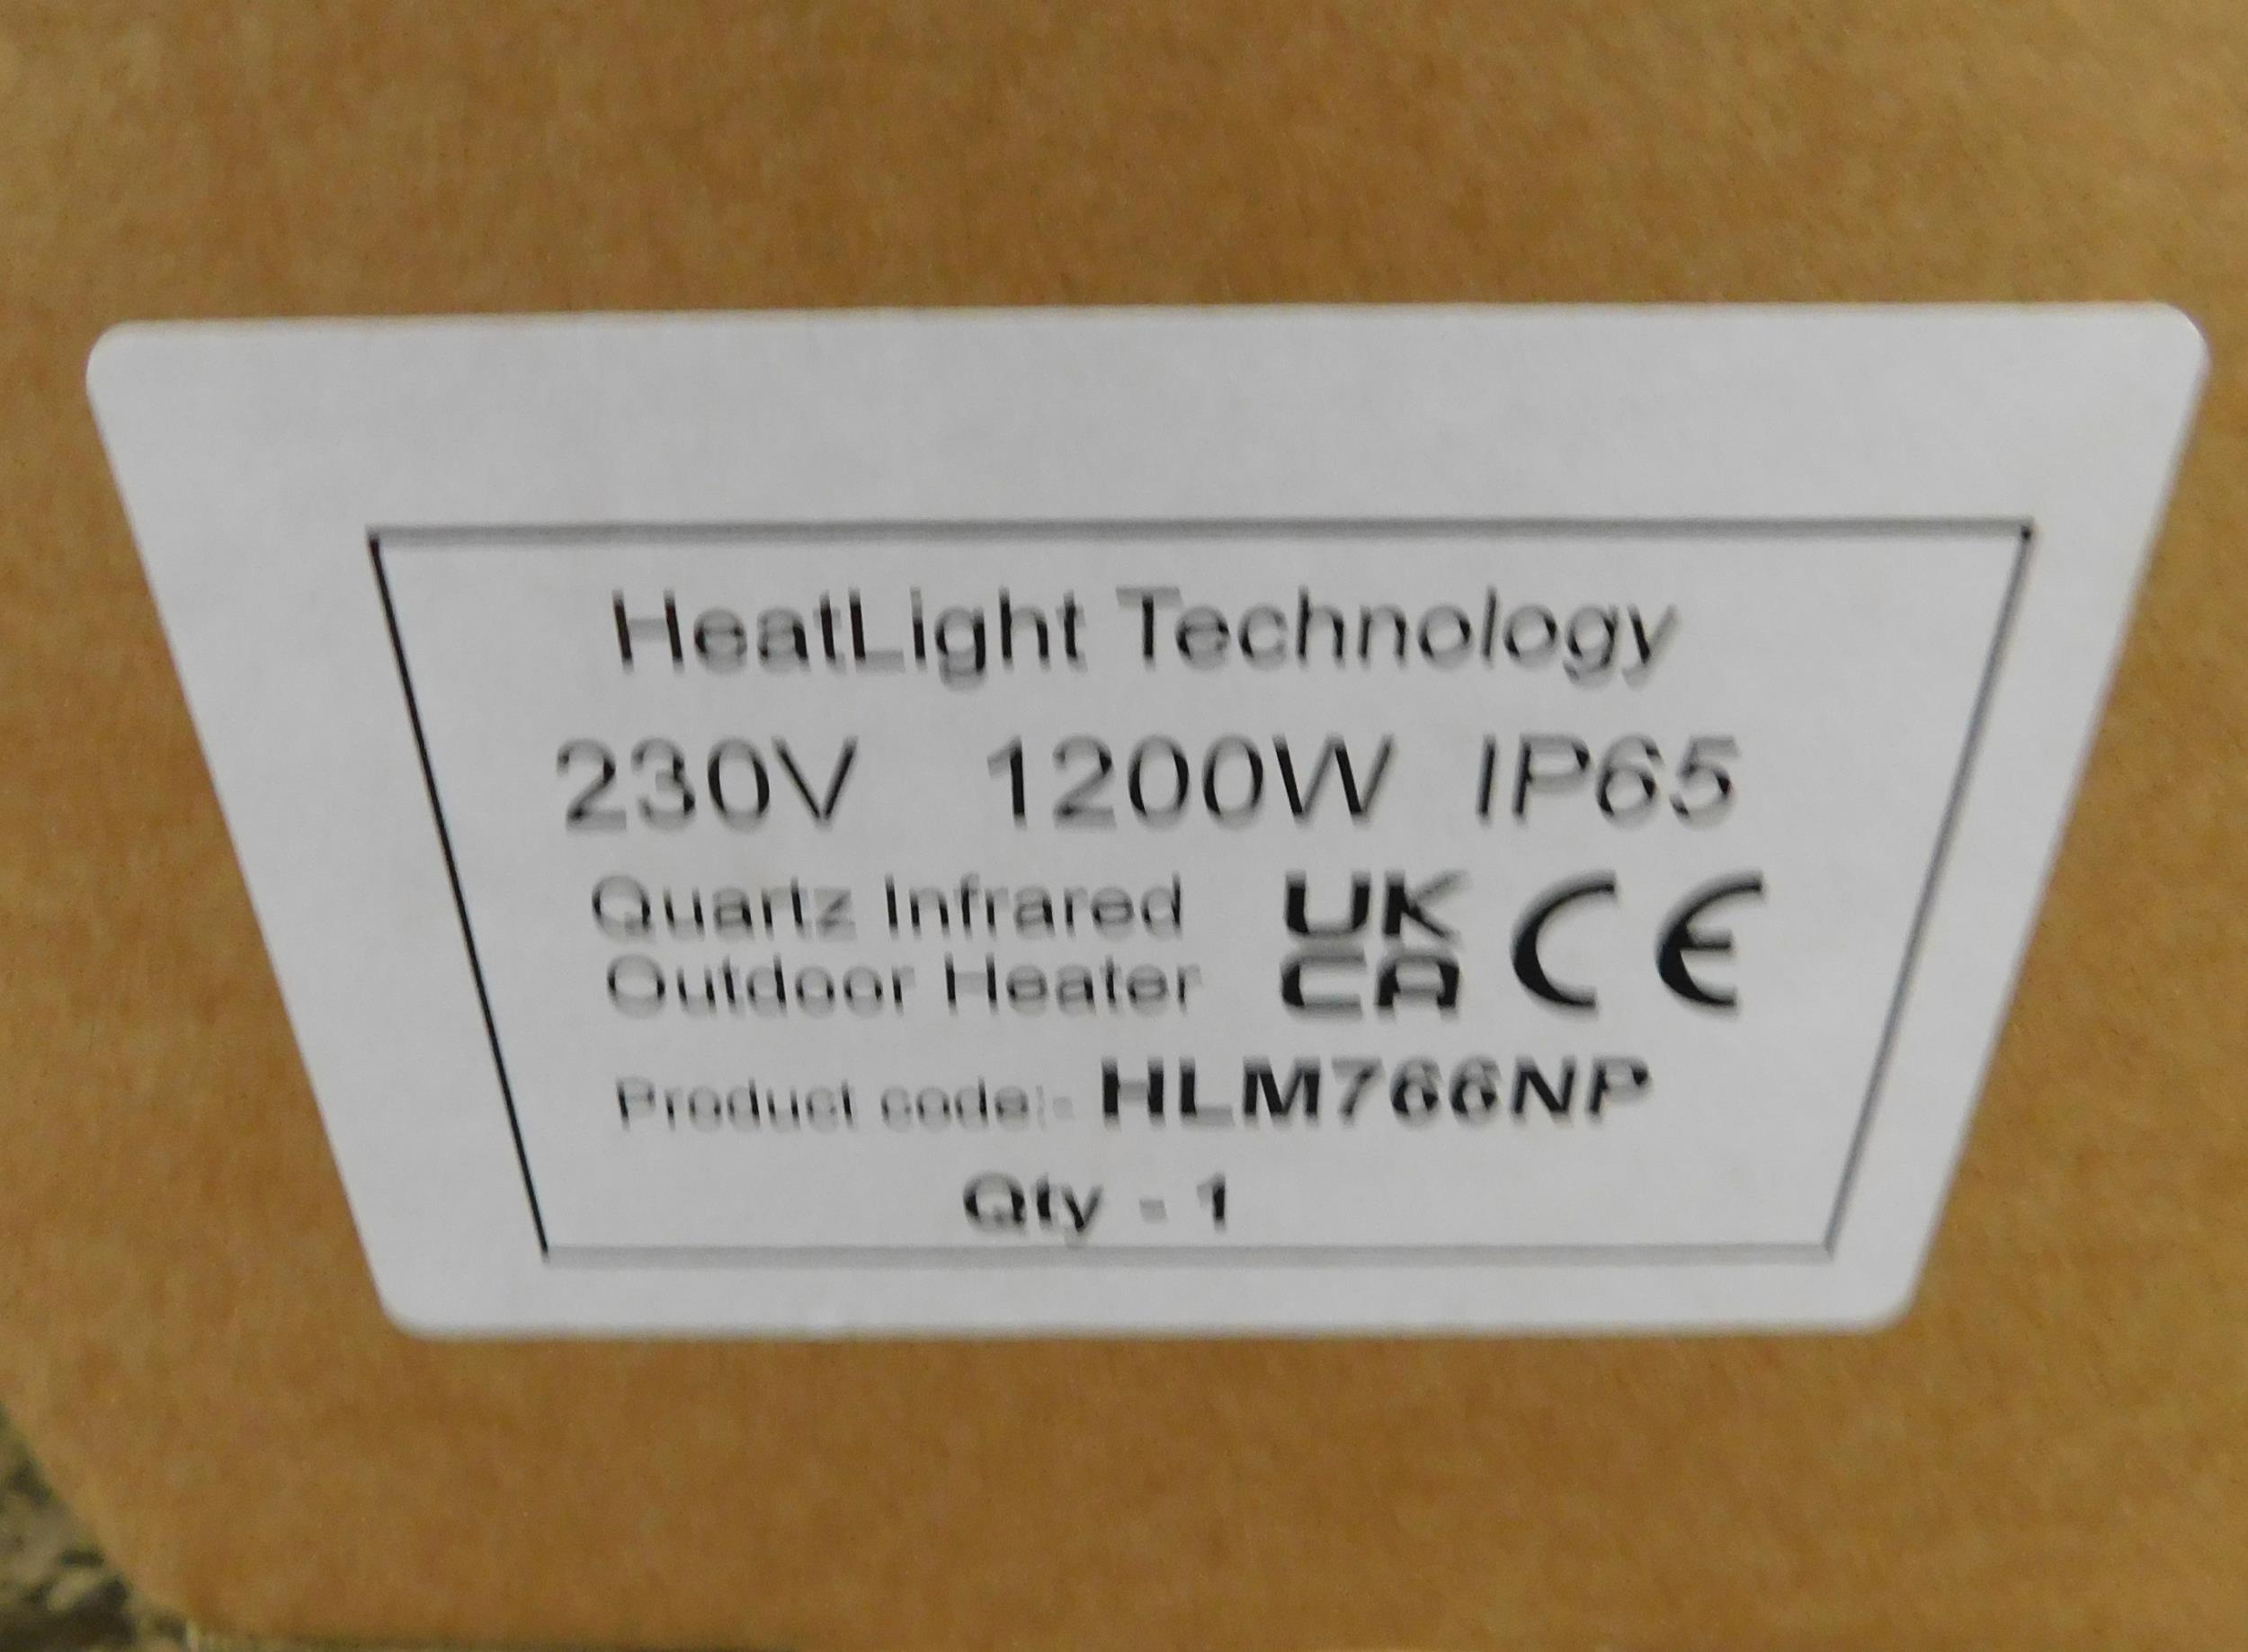 HeatLight Technology
230V 1200W IP65
Quartz Infrared
Outdoor Heater
UK
CA
CE
Product code:- HLM766NP
Qty - 1